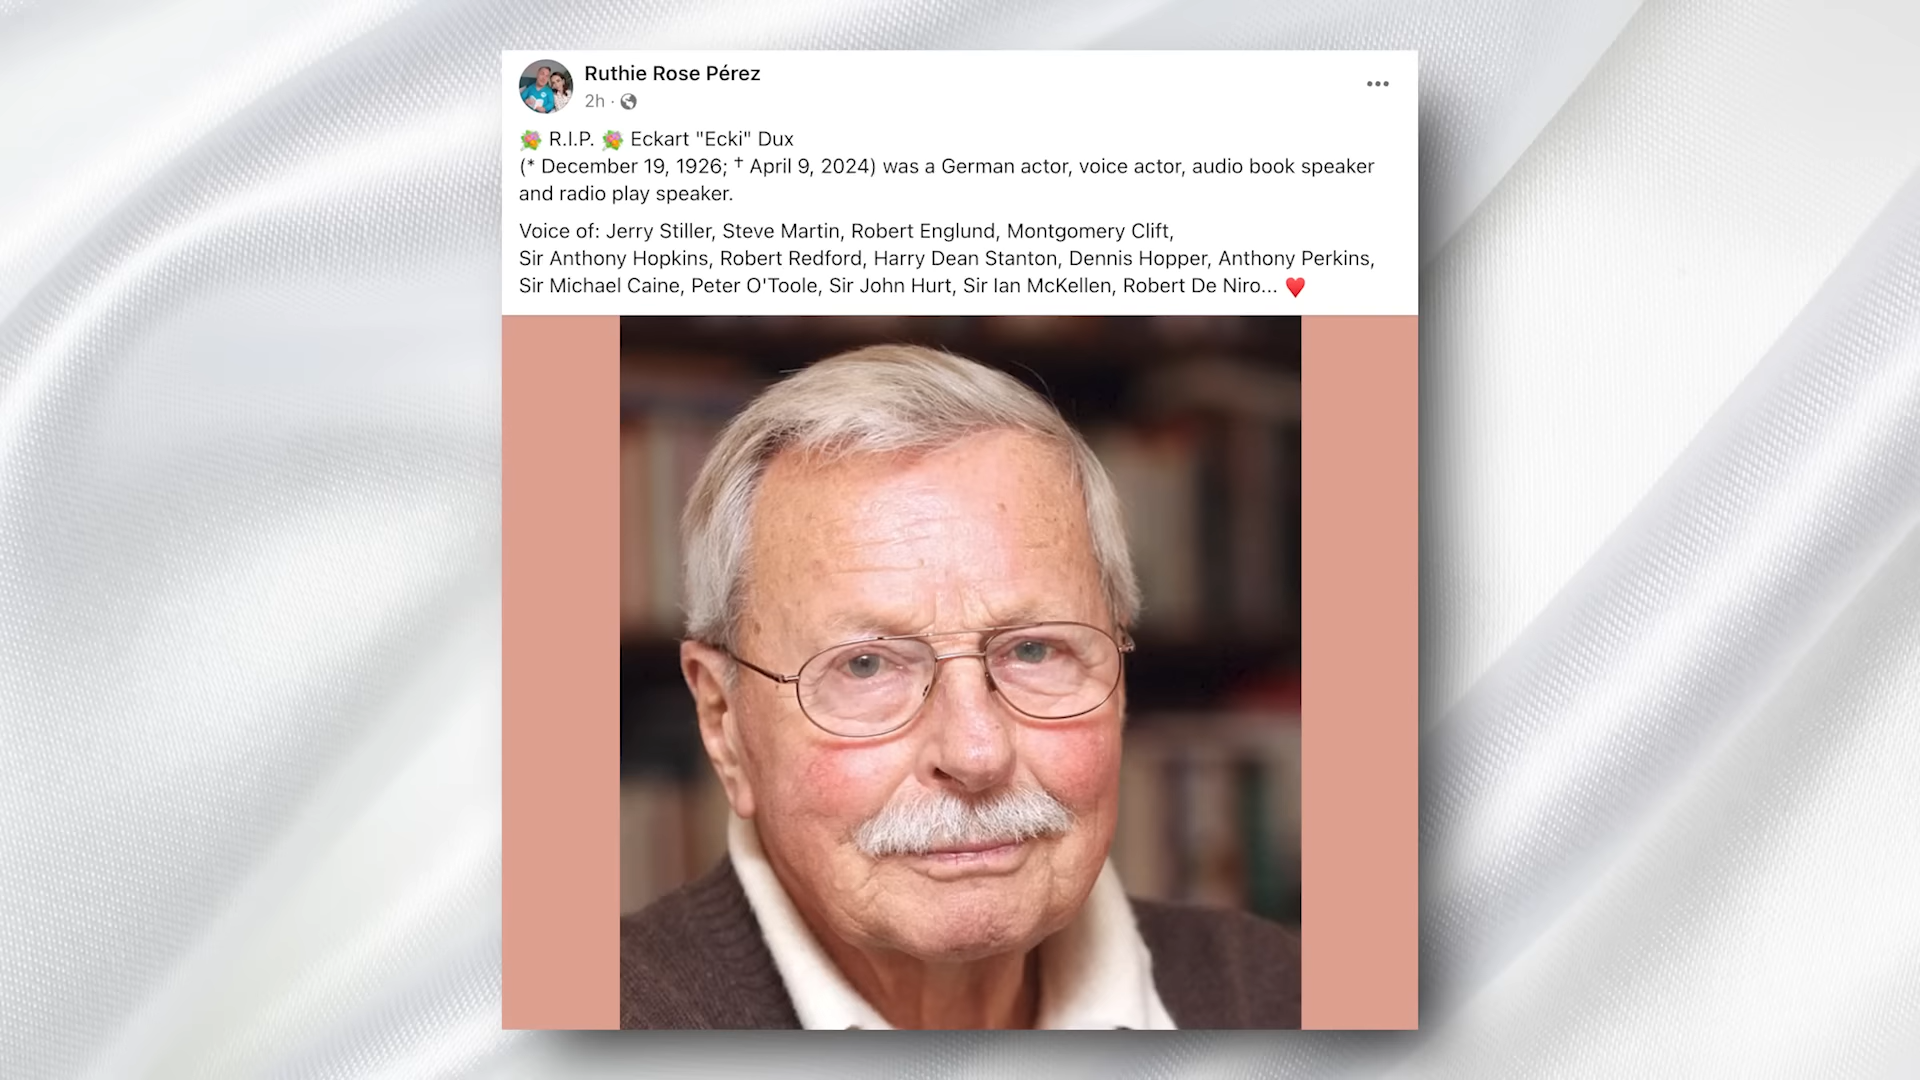 Ruthie Rose Pérez
2h ·
💐 R.I.P. 💐 Eckart "Ecki" Dux
(* December 19, 1926; † April 9, 2024) was a German actor, voice actor, audio book speaker
and radio play speaker.
Voice of: Jerry Stiller, Steve Martin, Robert Englund, Montgomery Clift,
Sir Anthony Hopkins, Robert Redford, Harry Dean Stanton, Dennis Hopper, Anthony Perkins,
Sir Michael Caine, Peter O'Toole, Sir John Hurt, Sir Ian McKellen, Robert De Niro... ♥️